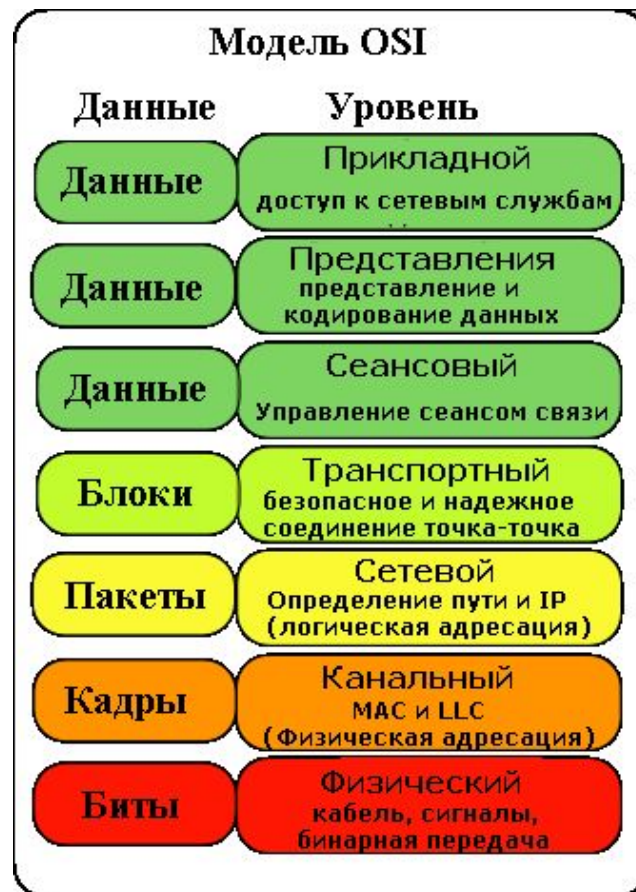 Модель OSI
Данные Уровень
Данные
Прикладной
доступ к сетевым службам
Данные
Представления
представление и
кодирование данных
Данные
Сеансовый
Управление сеансом связи
Блоки
Транспортный
безопасное и надежное
соединение точка-точка
Пакеты
Сетевой
Определение пути и IP
(логическая адресация)
Кадры
Канальный
MAC и LLC
(Физическая адресация)
Биты
Физический
кабель, сигналы,
бинарная передача